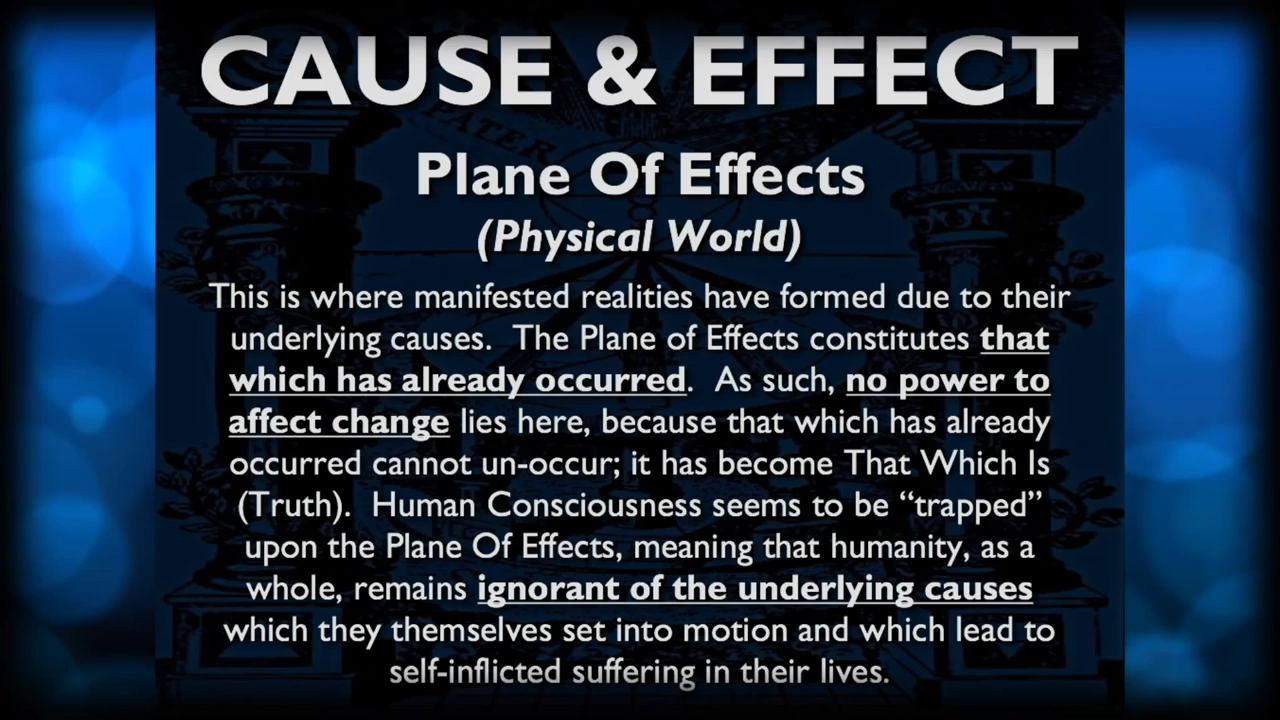 CAUSE & EFFECT
PATER
Plane Of Effects
(Physical World)
This is where manifested realities have formed due to their
underlying causes.  The Plane of Effects constitutes that
which has already occurred.  As such, no power to
affect change lies here, because that which has already
occurred cannot un-occur; it has become That Which Is
(Truth).  Human Consciousness seems to be “trapped”
upon the Plane Of Effects, meaning that humanity, as a
whole, remains ignorant of the underlying causes
which they themselves set into motion and which lead to
self-inflicted suffering in their lives.